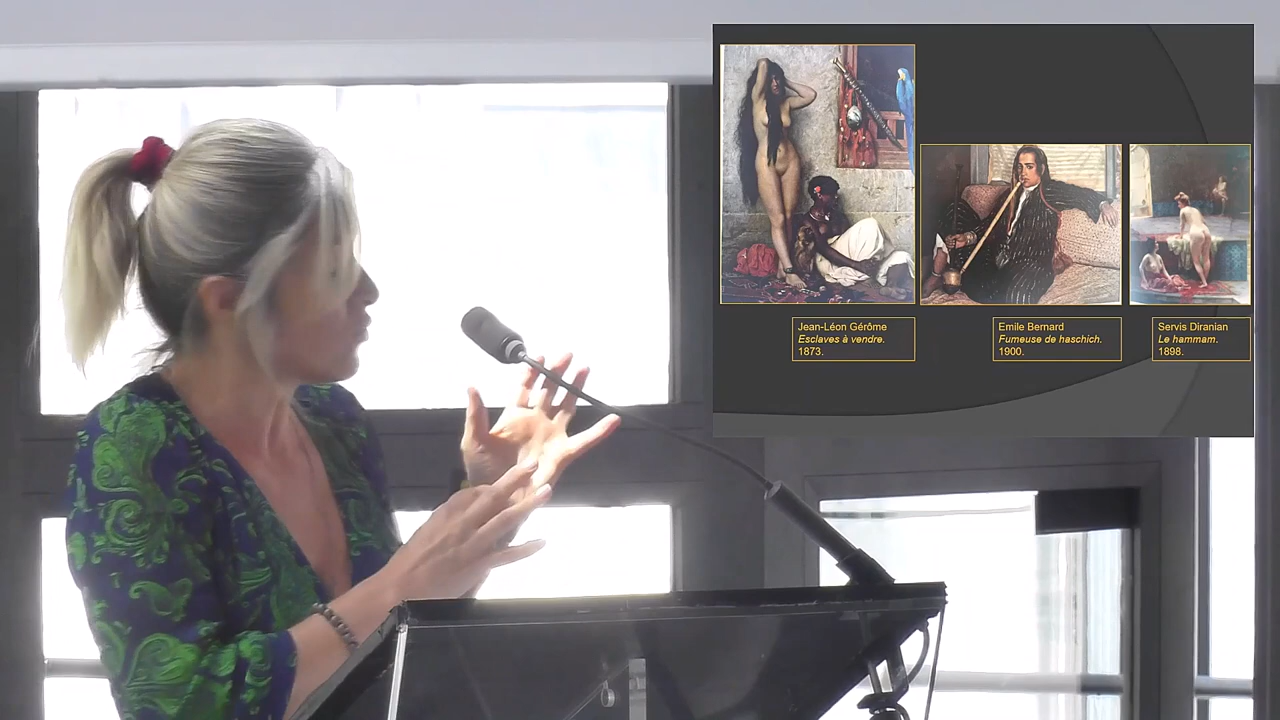 Jean-Léon Gérôme
Esclaves à vendre.
1873.
Emile Bernard
Fumeuse de haschich.
1900.
Servis Diranian
Le hammam.
1898.